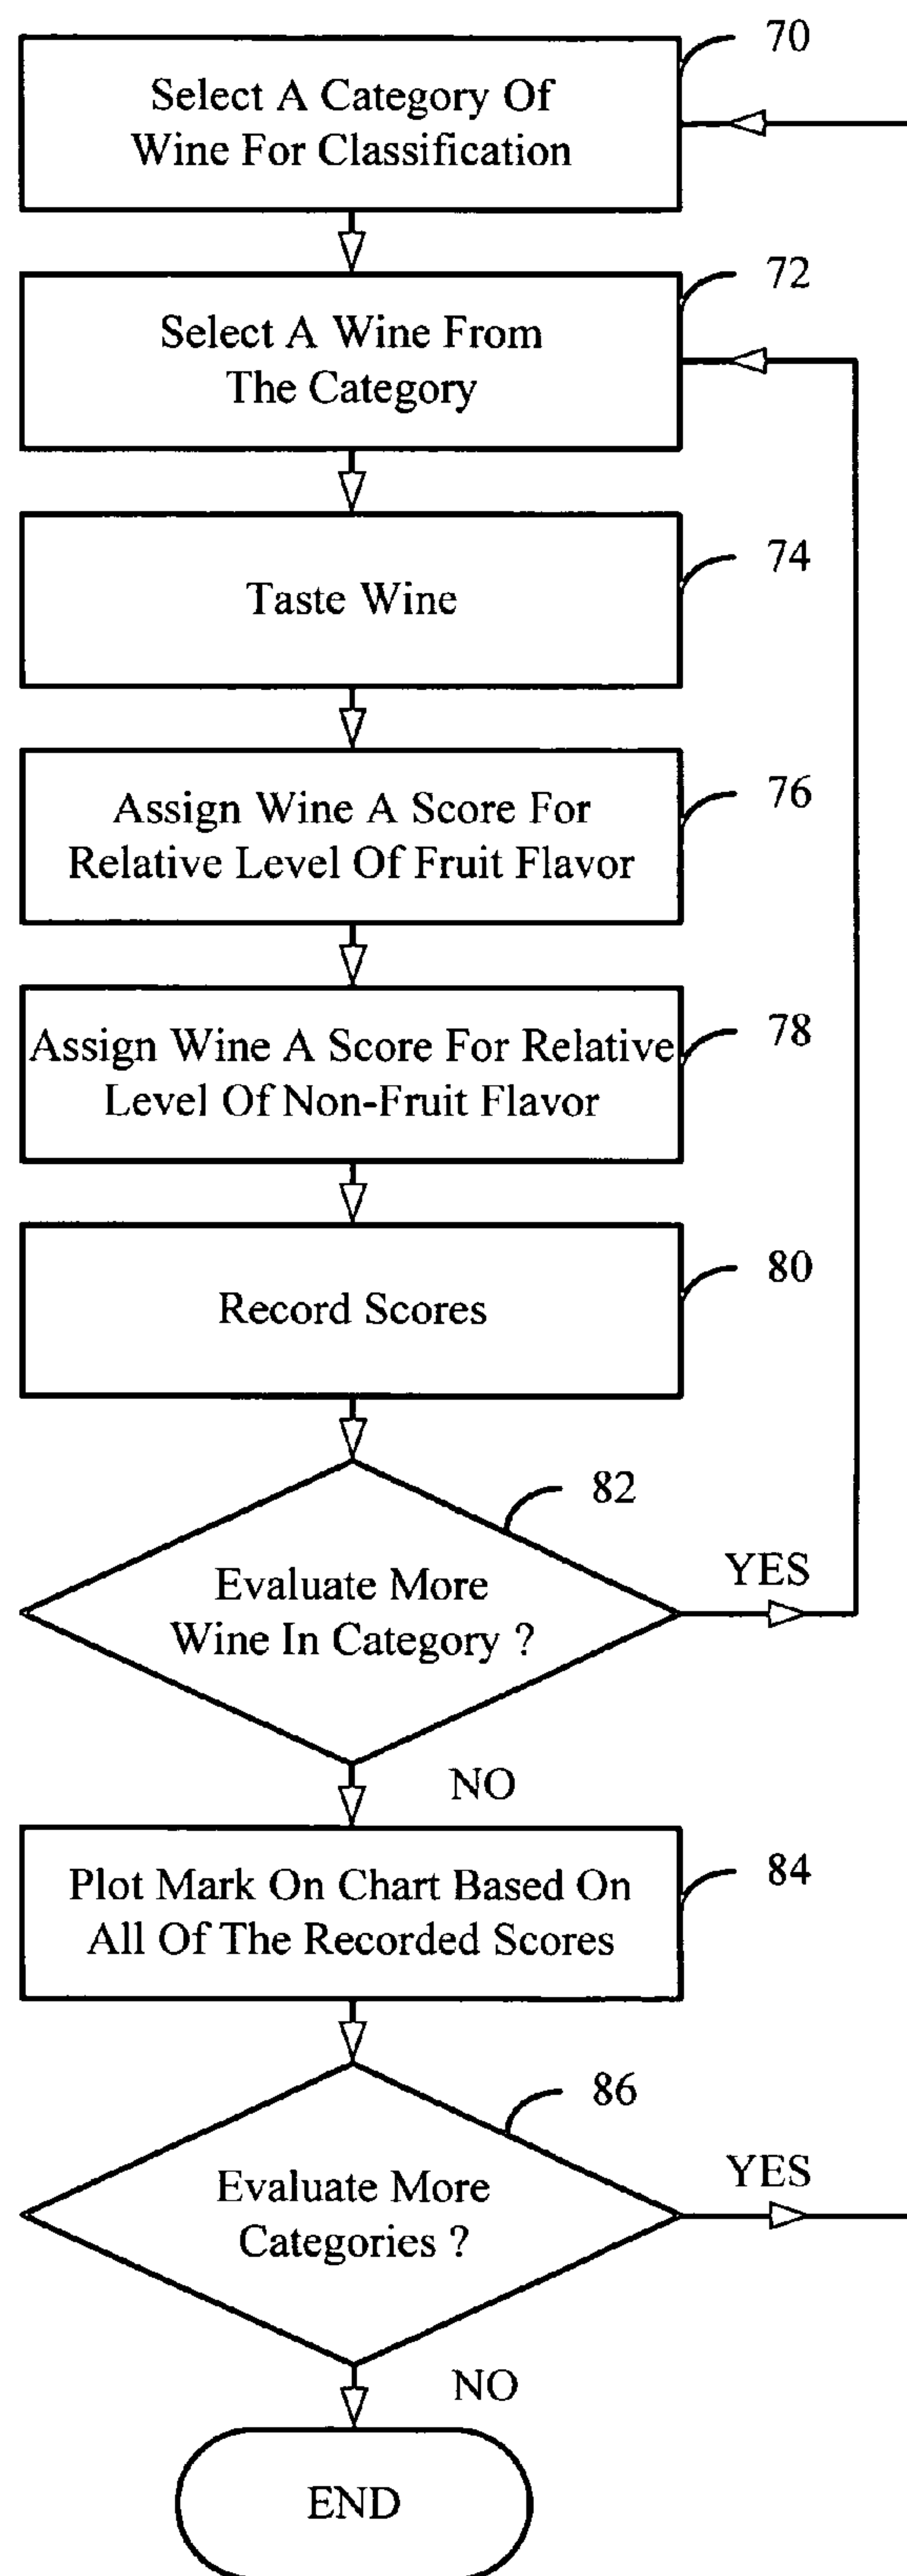 70
Select A Category Of
Wine For Classification
72
Select A Wine From
The Category
74
Taste Wine
76
Assign Wine A Score For
Relative Level Of Fruit Flavor
78
Assign Wine A Score For Relative
Level Of Non-Fruit Flavor
80
Record Scores
82
Evaluate More
Wine In Category ?
YES
NO
84
Plot Mark On Chart Based On
All Of The Recorded Scores
86
Evaluate More
Categories ?
YES
NO
END